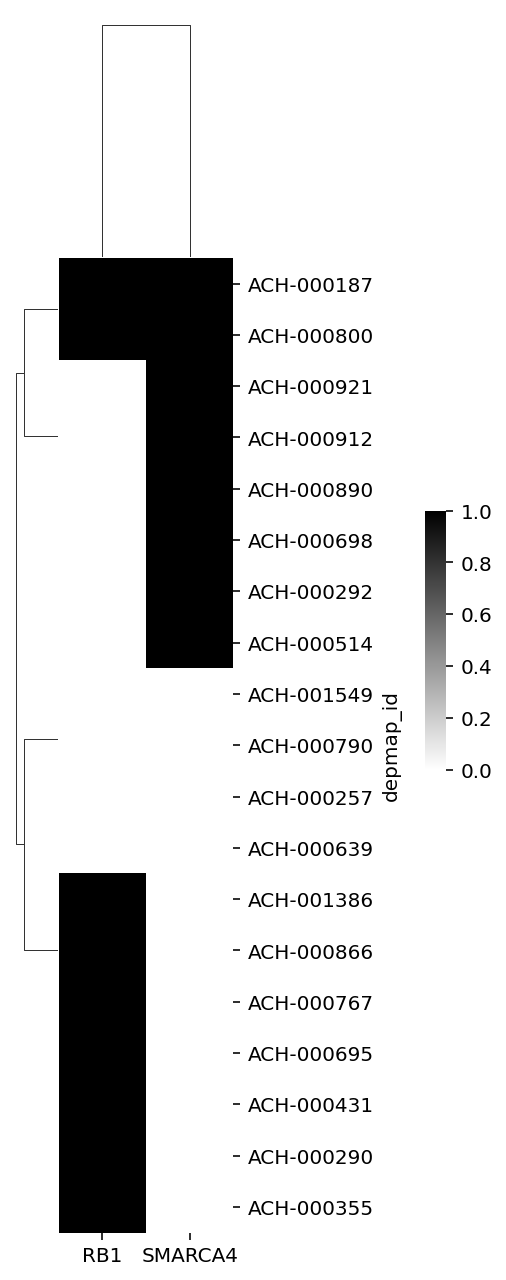 ACH-000187
ACH-000800
ACH-000921
ACH-000912
ACH-000890
ACH-000698
ACH-000292
ACH-000514
ACH-001549
ACH-000790
ACH-000257
ACH-000639
ACH-001386
ACH-000866
ACH-000767
ACH-000695
ACH-000431
ACH-000290
ACH-000355
depmap_id
1.0
0.8
0.6
0.4
0.2
0.0
RB1 SMARCA4